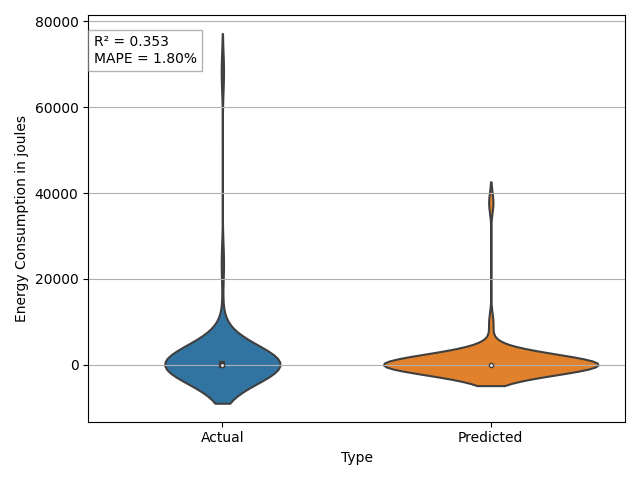 80000
R² = 0.353
MAPE = 1.80%
60000
40000
20000
0
Energy Consumption in joules
Actual
Predicted
Type